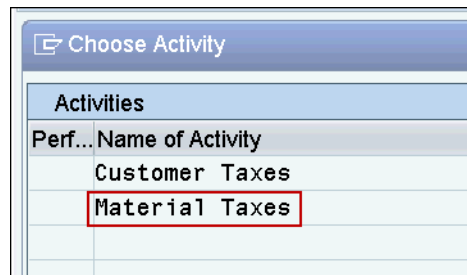 Choose Activity
Activities
Perf... Name of Activity
Customer Taxes
Material Taxes